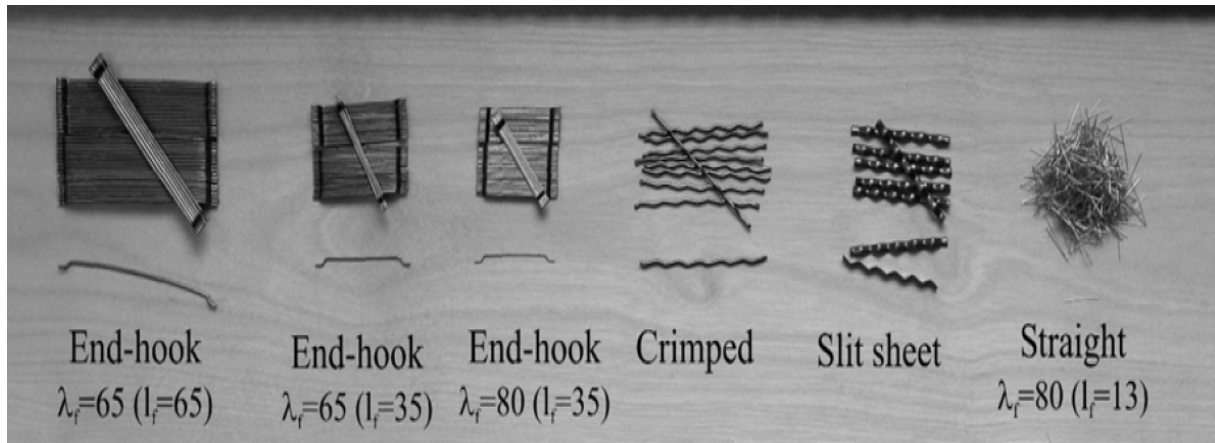 End-hook
λf=65 (lf=65)
End-hook
λf=65 (lf=35)
End-hook
λf=80 (lf=35)
Crimped
Slit sheet
Straight
λf=80 (lf=13)